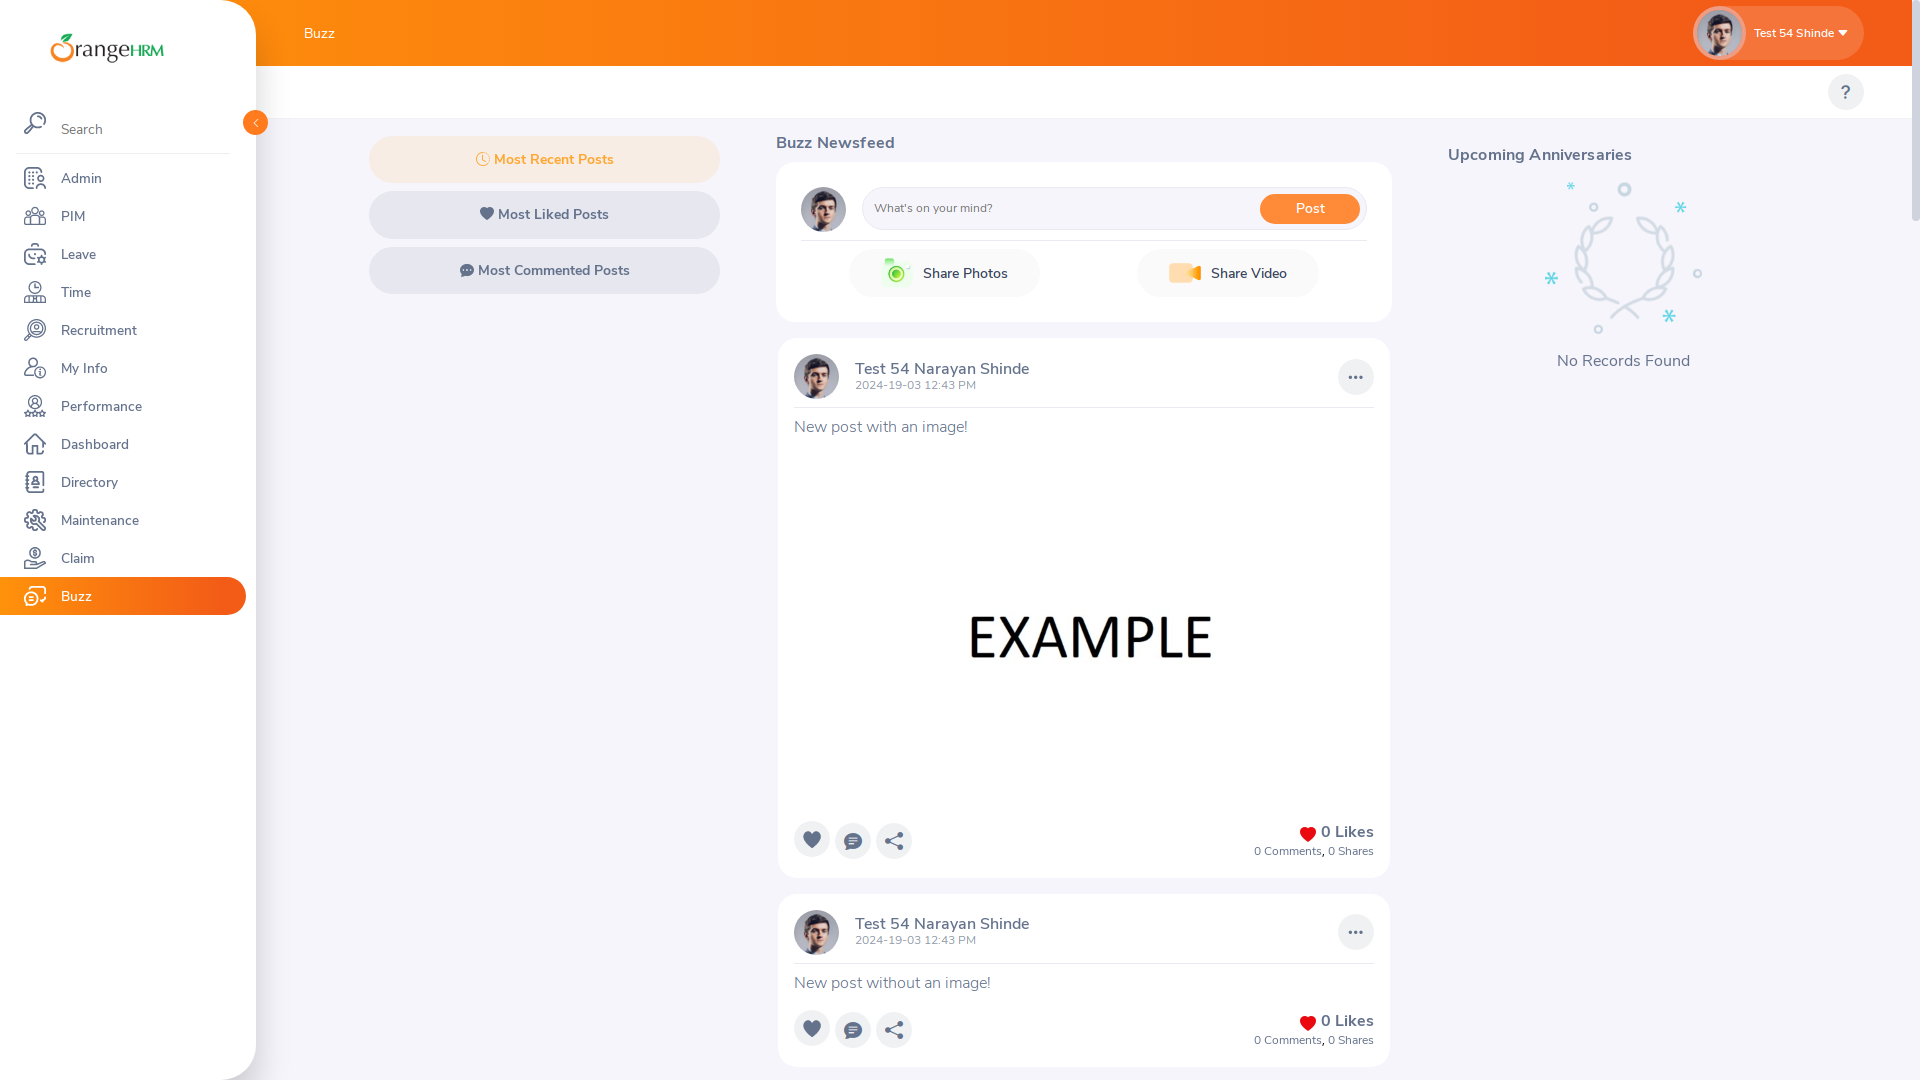 OrangeHRM
Search
Admin
PIM
Leave
Time
Recruitment
My Info
Performance
Dashboard
Directory
Maintenance
Claim
Buzz
Buzz
Test 54 Shinde
?
Most Recent Posts
Most Liked Posts
Most Commented Posts
Buzz Newsfeed
What's on your mind?
Post
Share Photos
Share Video
Test 54 Narayan Shinde
2024-19-03 12:43 PM
New post with an image!
EXAMPLE
0 Likes
0 Comments, 0 Shares
Test 54 Narayan Shinde
2024-19-03 12:43 PM
New post without an image!
0 Likes
0 Comments, 0 Shares
Upcoming Anniversaries
No Records Found